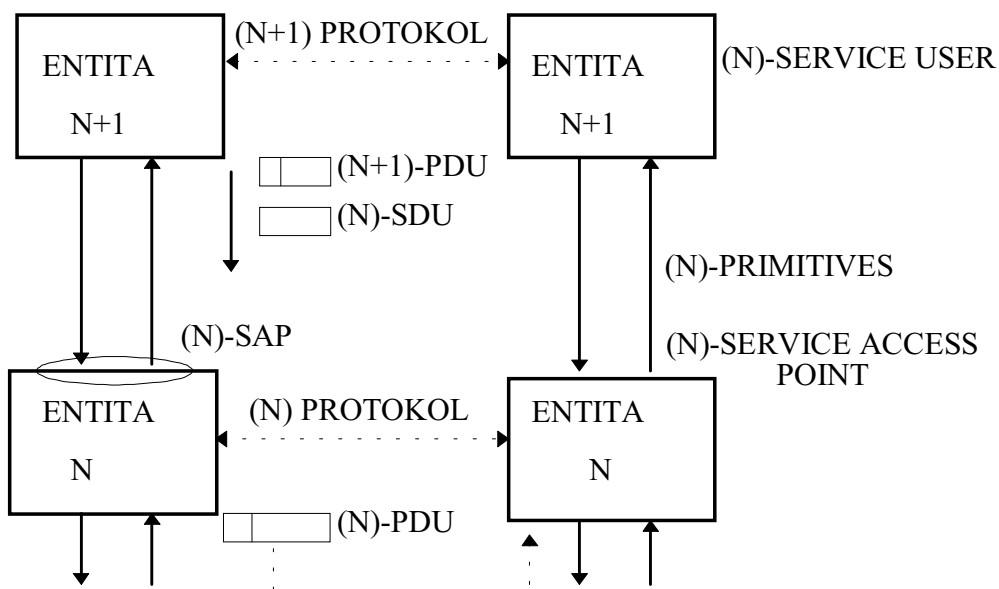 (N+1) PROTOKOL
ENTITA
N+1
ENTITA
N+1
(N)-SERVICE USER
(N+1)-PDU
(N)-SDU
(N)-PRIMITIVES
(N)-SAP
(N)-SERVICE ACCESS
POINT
ENTITA
N
(N) PROTOKOL
ENTITA
N
(N)-PDU